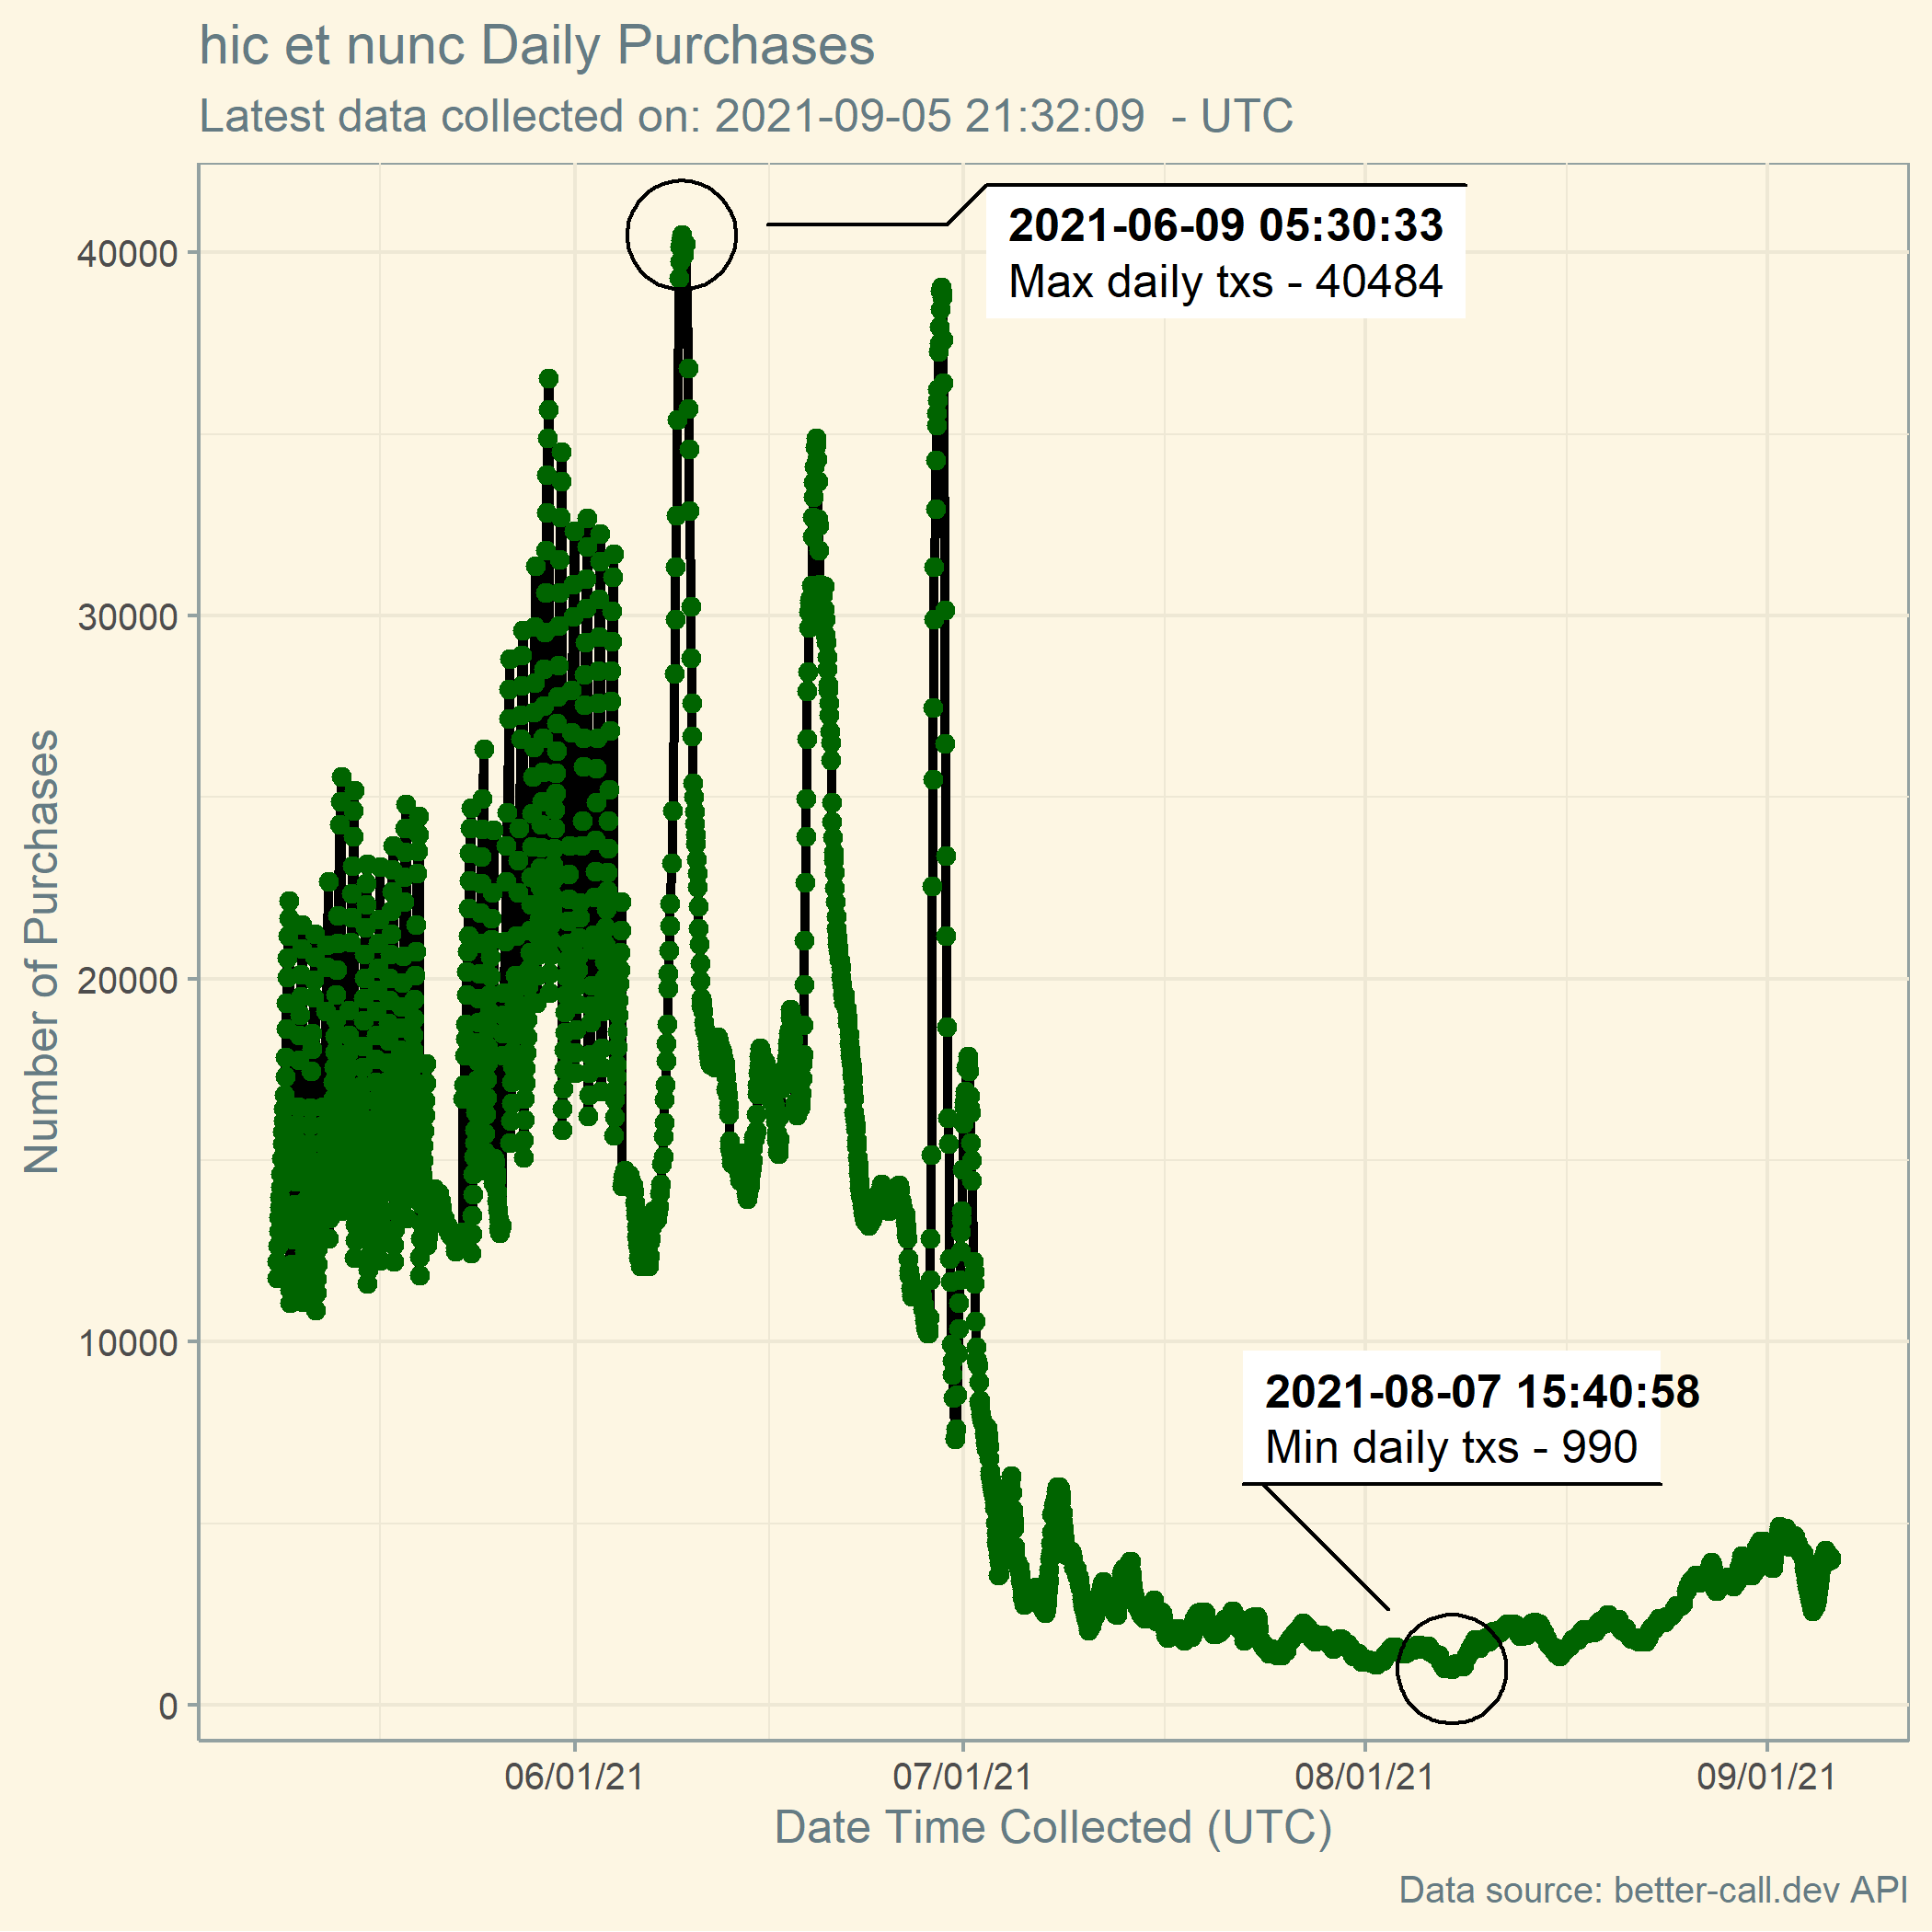 hic et nunc Daily Purchases
Latest data collected on: 2021-09-05 21:32:09  - UTC
2021-06-09 05:30:33
Max daily txs - 40484
40000
30000
20000
10000
0
Number of Purchases
2021-08-07 15:40:58
Min daily txs - 990
06/01/21 07/01/21 08/01/21 09/01/21
Date Time Collected (UTC)
Data source: better-call.dev API